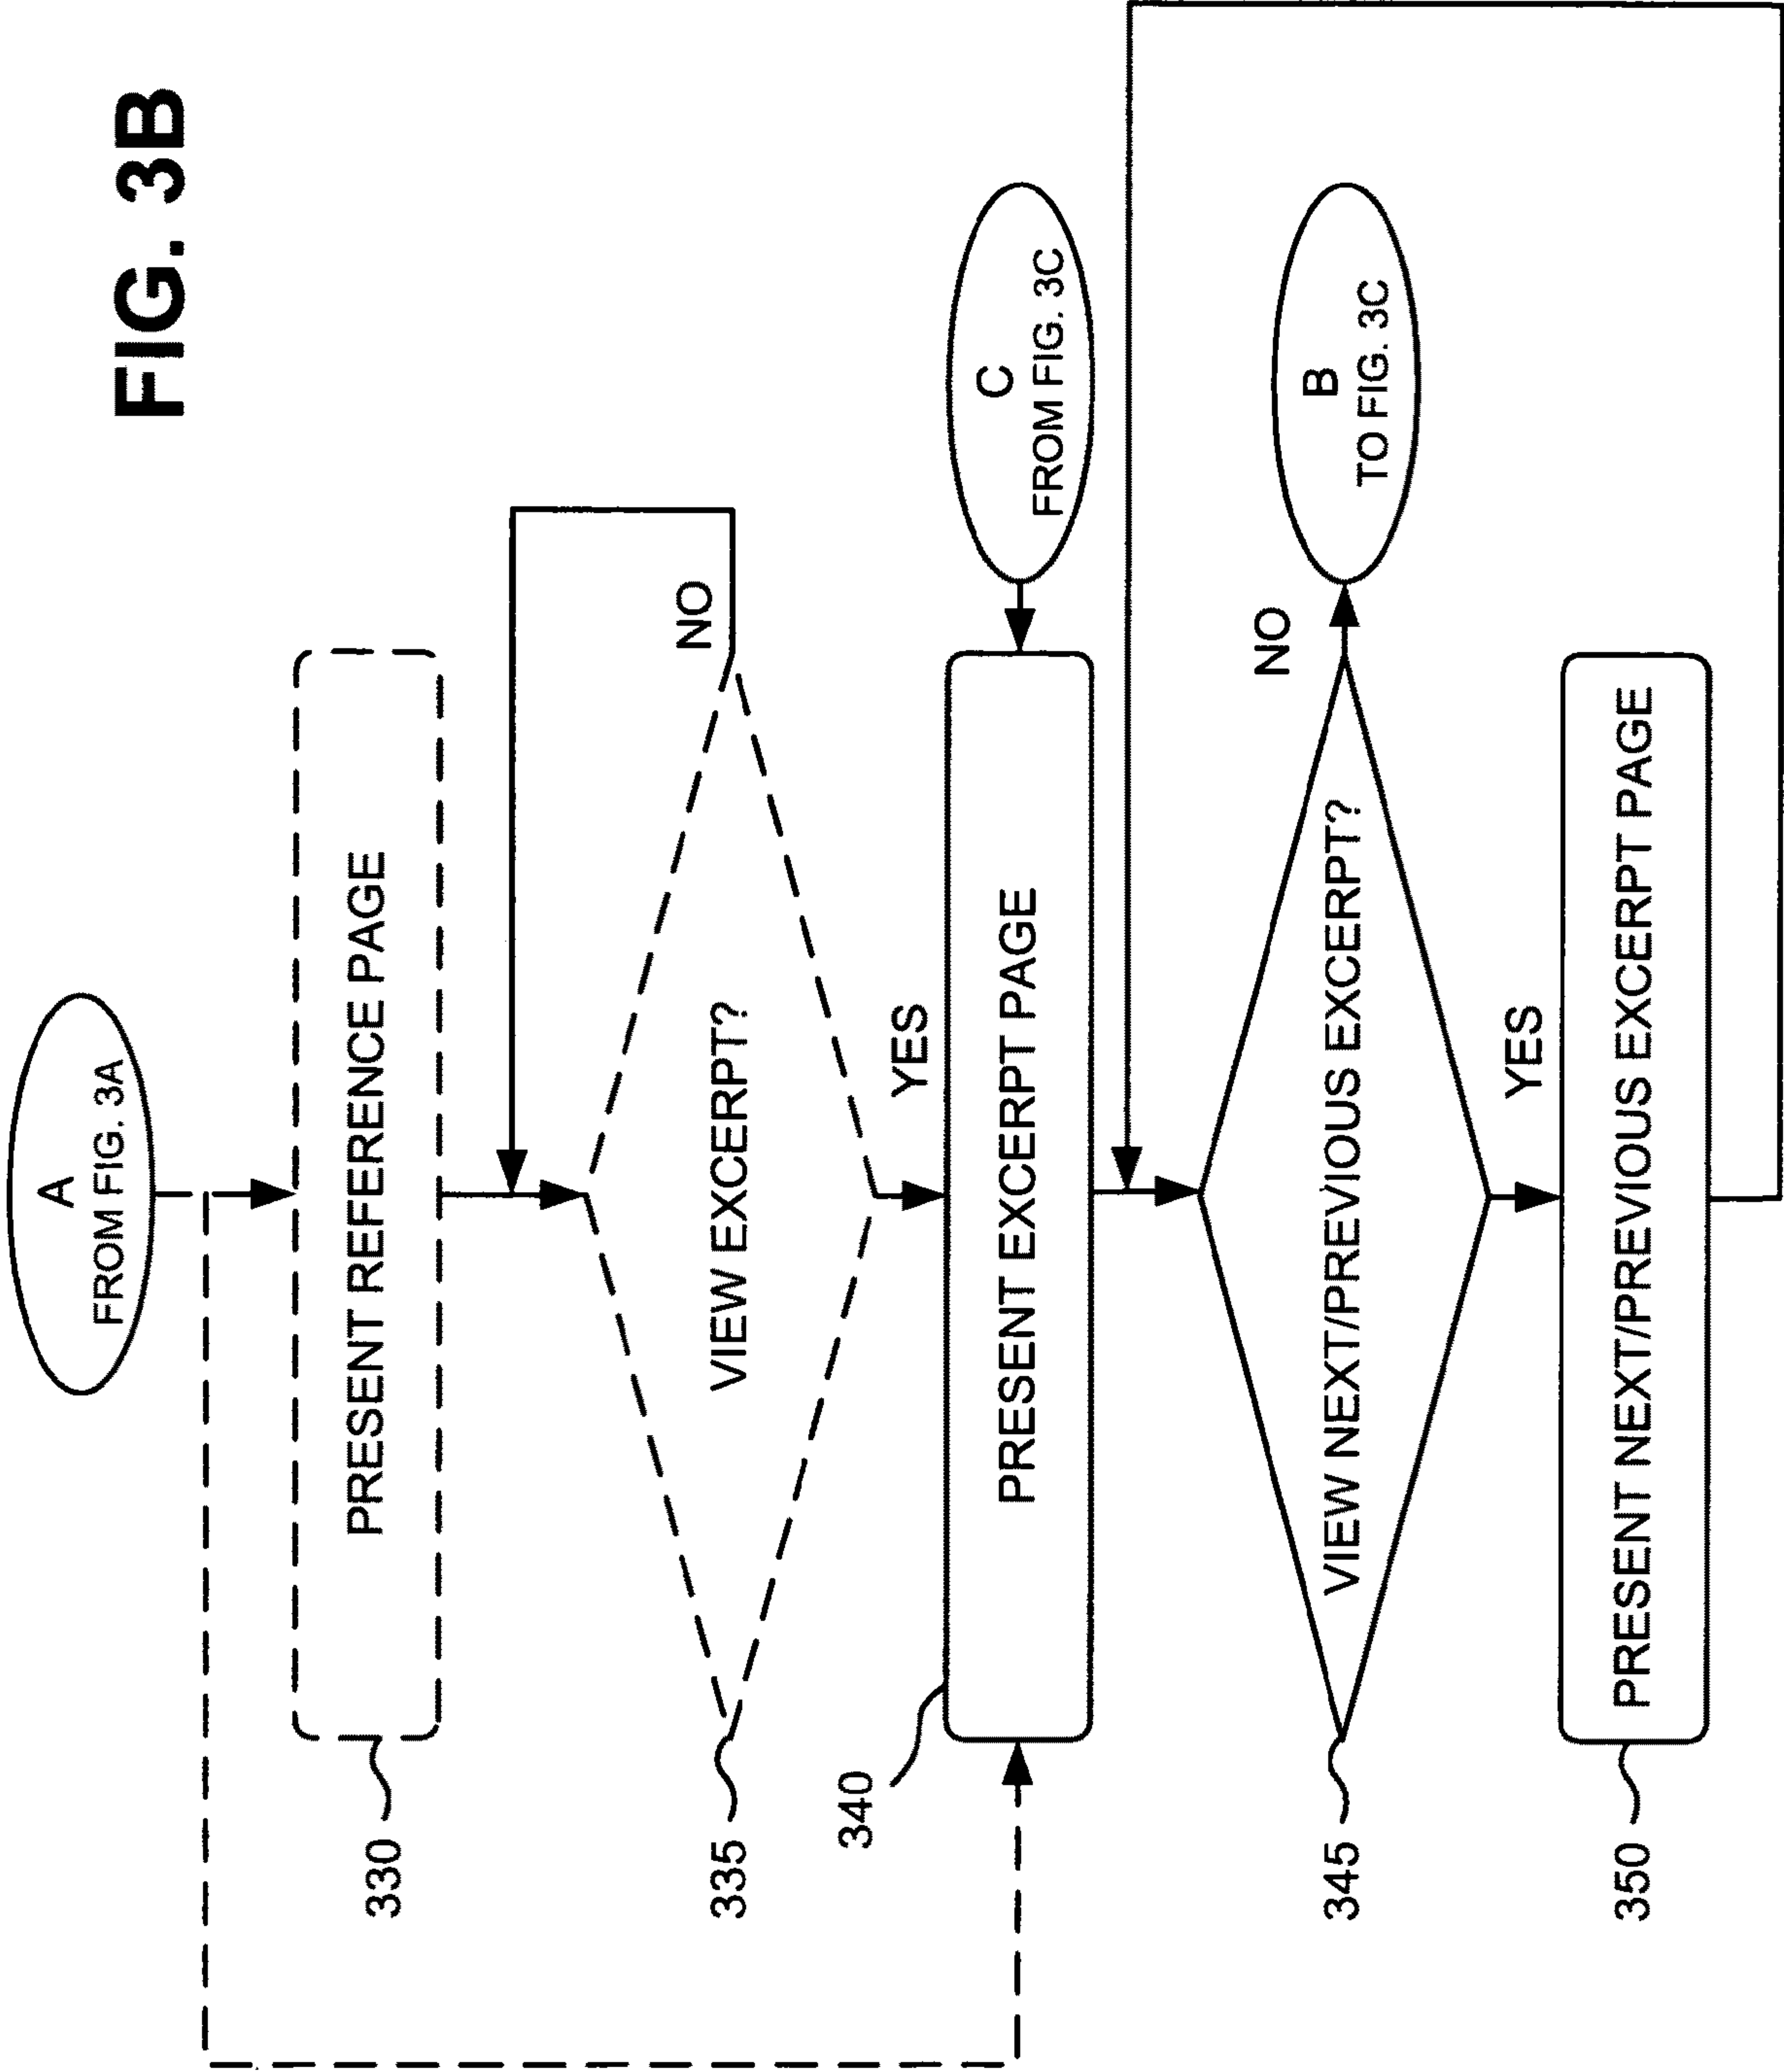 FIG. 3B
A
FROM FIG. 3A
330
PRESENT REFERENCE PAGE
335
VIEW EXCERPT?
NO
YES
340
PRESENT EXCERPT PAGE
C
FROM FIG. 3C
345
VIEW NEXT/PREVIOUS EXCERPT?
NO
B
TO FIG. 3C
YES
350
PRESENT NEXT/PREVIOUS EXCERPT PAGE